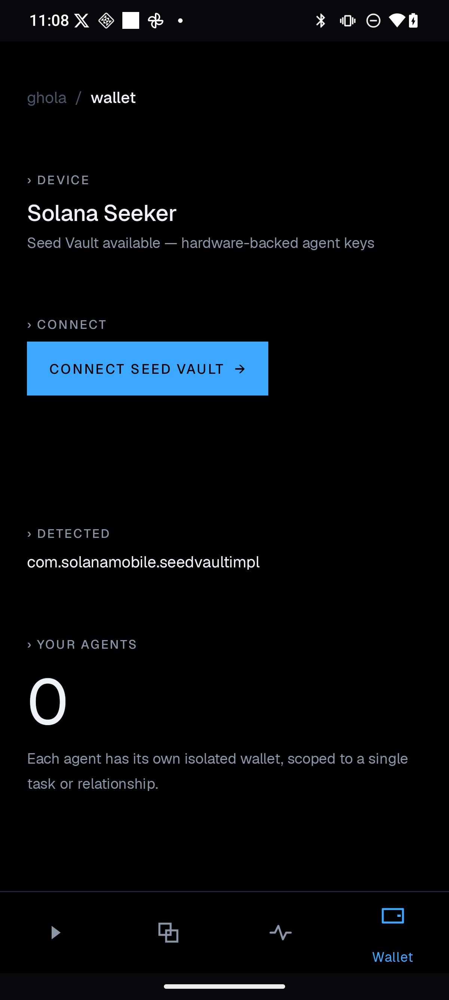 11:08
ghola / wallet
› DEVICE
Solana Seeker
Seed Vault available — hardware-backed agent keys
› CONNECT
CONNECT SEED VAULT →
› DETECTED
com.solanamobile.seedvaultimpl
› YOUR AGENTS
0
Each agent has its own isolated wallet, scoped to a single
task or relationship.
Wallet